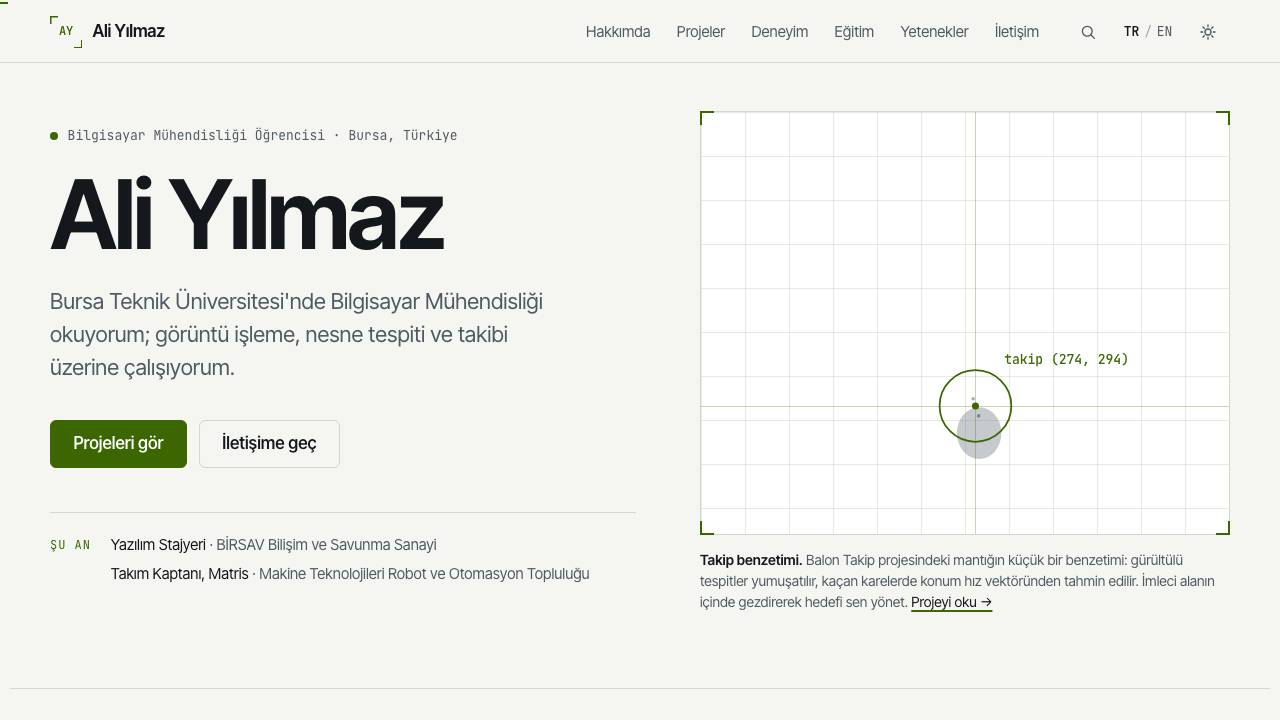 AY
Ali Yılmaz
Hakkımda
Projeler
Deneyim
Eğitim
Yetenekler
İletişim
TR / EN
Bilgisayar Mühendisliği Öğrencisi · Bursa, Türkiye
Ali Yılmaz
Bursa Teknik Üniversitesi'nde Bilgisayar Mühendisliği
okuyorum; görüntü işleme, nesne tespiti ve takibi
üzerine çalışıyorum.
Projeleri gör
İletişime geç
ŞU AN
Yazılım Stajyeri · BİRSAV Bilişim ve Savunma Sanayi
Takım Kaptanı, Matris · Makine Teknolojileri Robot ve Otomasyon Topluluğu
takip (274, 294)
Takip benzetimi. Balon Takip projesindeki mantığın küçük bir benzetimi: gürültülü
tespitler yumuşatılır, kaçan karelerde konum hız vektöründen tahmin edilir. İmleci alanın
içinde gezdirerek hedefi sen yönet. Projeyi oku →